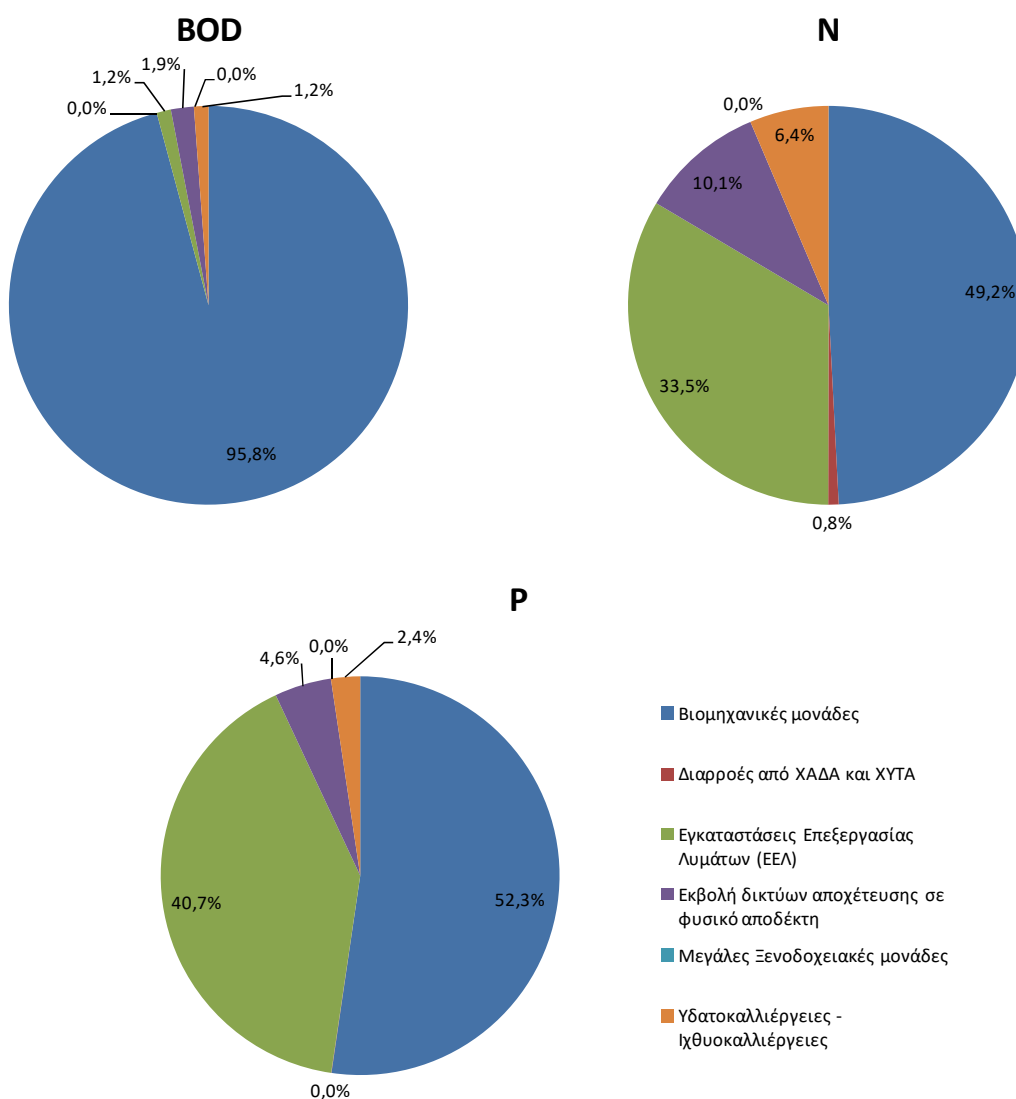 BOD
N
1,9%
0,0%
1,2%
1,2%
0,0%
95,8%
0,0%
6,4%
10,1%
49,2%
33,5%
0,8%
P
4,6%
0,0%
2,4%
40,7%
52,3%
0,0%
Βιομηχανικές μονάδες
Διαρροές από ΧΑΔΑ και ΧΥΤΑ
Εγκαταστάσεις Επεξεργασίας
Λυμάτων (ΕΕΛ)
Εκβολή δικτύων αποχέτευσης σε
φυσικό αποδέκτη
Μεγάλες Ξενοδοχειακές μονάδες
Υδατοκαλλιέργειες -
Ιχθυοκαλλιέργειες